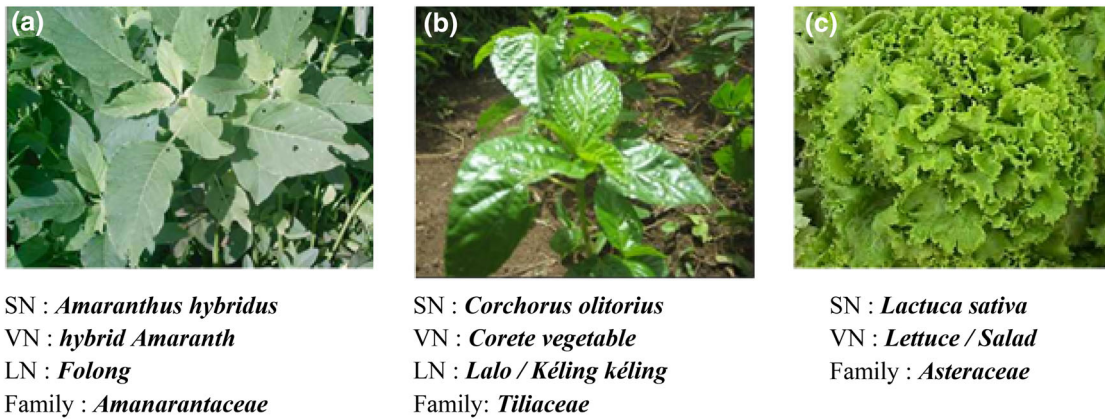 (a)
(b)
(c)
SN : Amaranthus hybridus
VN : hybrid Amaranth
LN : Folong
Family : Amanarantaceae
SN : Corchorus olitorius
VN : Corete vegetable
LN : Lalo / Kéling kéling
Family: Tiliaceae
SN : Lactuca sativa
VN : Lettuce / Salad
Family : Asteraceae